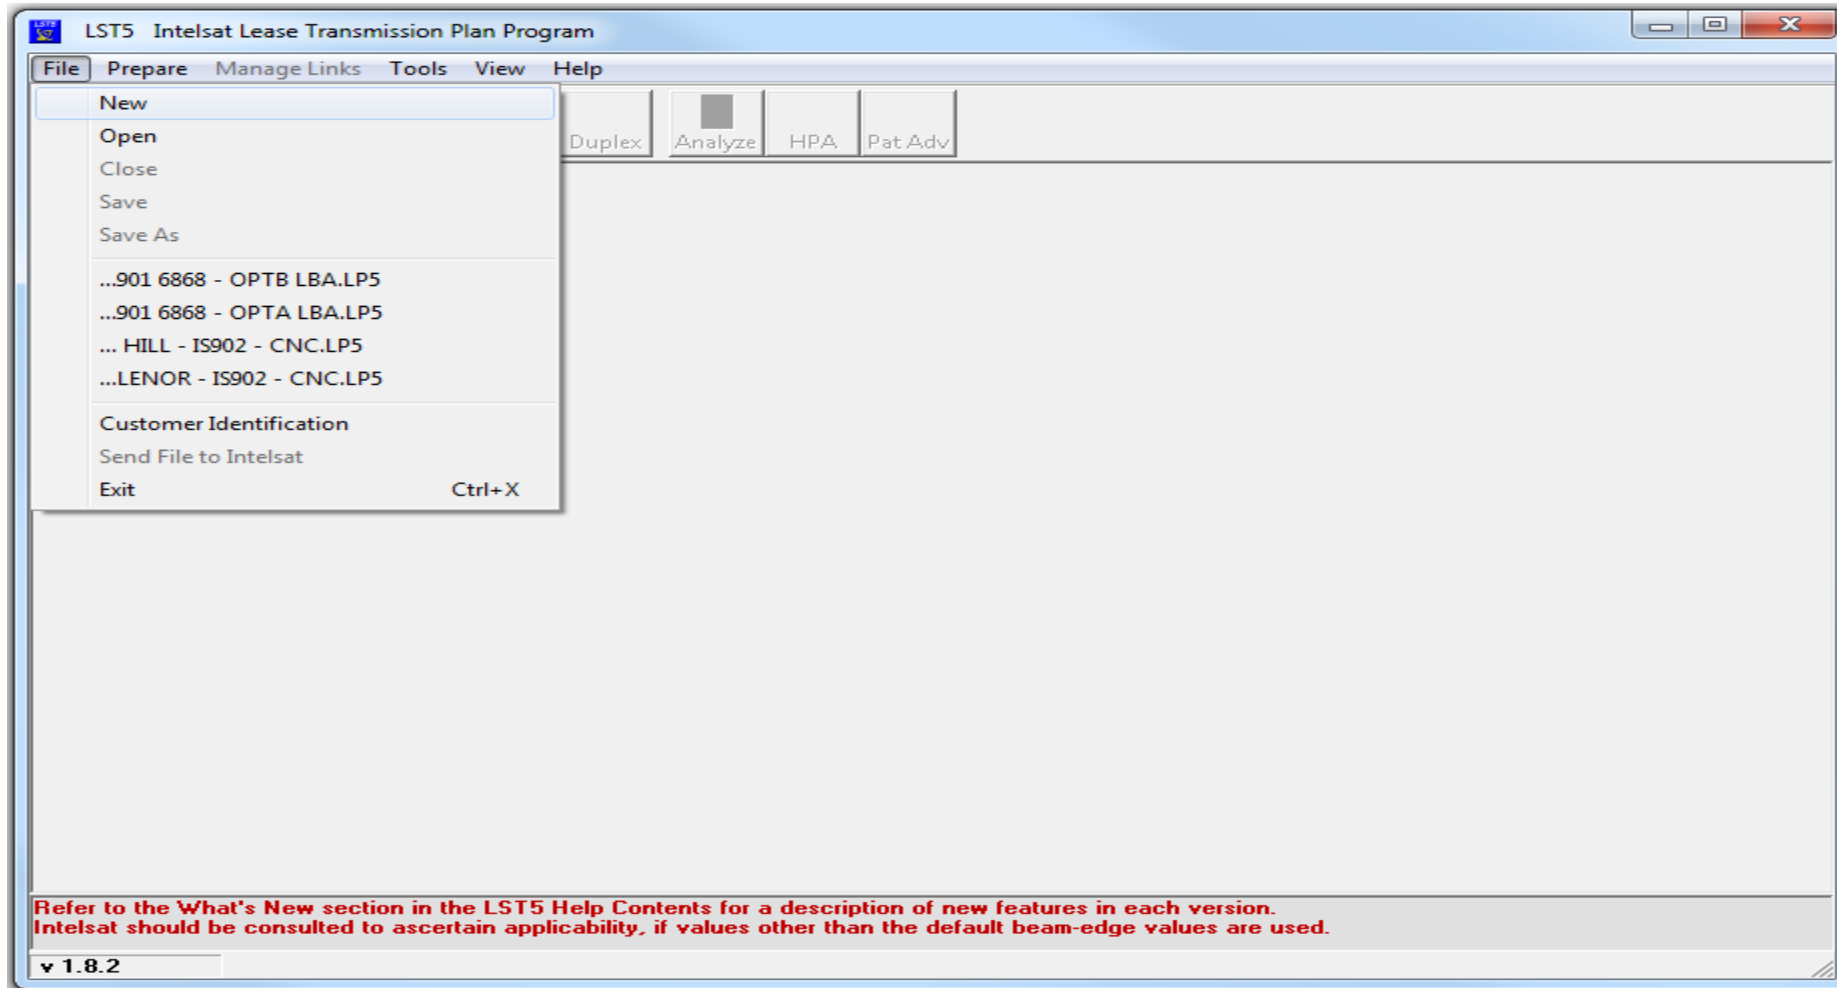 LST5
LST5 Intelsat Lease Transmission Plan Program
File Prepare Manage Links Tools View Help
New
Open
Close
Save
Save As
...901 6868 - OPTB LBA.LP5
...901 6868 - OPTA LBA.LP5
... HILL - IS902 - CNC.LP5
...LENOR - IS902 - CNC.LP5
Customer Identification
Send File to Intelsat
Exit Ctrl+X
Duplex Analyze HPA Pat Adv
Refer to the What's New section in the LST5 Help Contents for a description of new features in each version.
Intelsat should be consulted to ascertain applicability, if values other than the default beam-edge values are used.
v 1.8.2